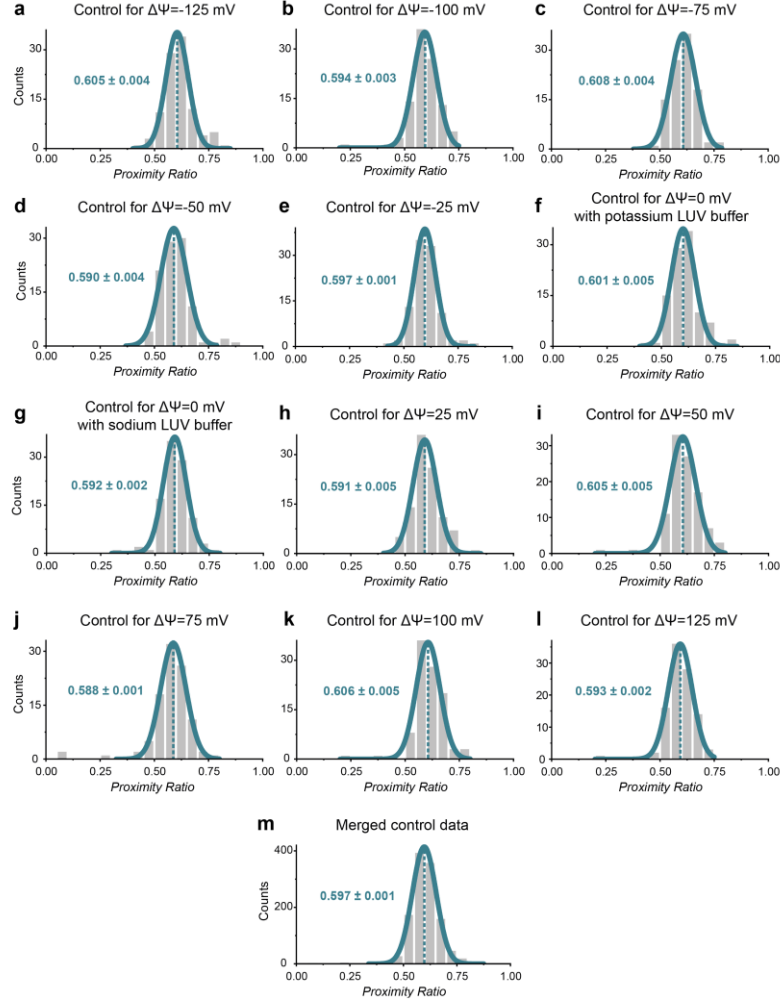 a
Control for ΔΨ=-125 mV
Counts
30
15
0
0.605 ± 0.004
0.00 0.25 0.50 0.75 1.00
Proximity Ratio
b
Control for ΔΨ=-100 mV
30
15
0
0.594 ± 0.003
0.00 0.25 0.50 0.75 1.00
Proximity Ratio
c
Control for ΔΨ=-75 mV
30
15
0
0.608 ± 0.004
0.00 0.25 0.50 0.75 1.00
Proximity Ratio
d
Control for ΔΨ=-50 mV
Counts
30
15
0
0.590 ± 0.004
0.00 0.25 0.50 0.75 1.00
Proximity Ratio
e
Control for ΔΨ=-25 mV
30
15
0
0.597 ± 0.001
0.00 0.25 0.50 0.75 1.00
Proximity Ratio
f
Control for ΔΨ=0 mV
with potassium LUV buffer
30
15
0
0.601 ± 0.005
0.00 0.25 0.50 0.75 1.00
Proximity Ratio
g
Control for ΔΨ=0 mV
with sodium LUV buffer
Counts
30
15
0
0.592 ± 0.002
0.00 0.25 0.50 0.75 1.00
Proximity Ratio
h
Control for ΔΨ=25 mV
30
15
0
0.591 ± 0.005
0.00 0.25 0.50 0.75 1.00
Proximity Ratio
i
Control for ΔΨ=50 mV
30
20
10
0
0.605 ± 0.005
0.00 0.25 0.50 0.75 1.00
Proximity Ratio
j
Control for ΔΨ=75 mV
Counts
30
15
0
0.588 ± 0.001
0.00 0.25 0.50 0.75 1.00
Proximity Ratio
k
Control for ΔΨ=100 mV
30
15
0
0.606 ± 0.005
0.00 0.25 0.50 0.75 1.00
Proximity Ratio
l
Control for ΔΨ=125 mV
30
20
10
0
0.593 ± 0.002
0.00 0.25 0.50 0.75 1.00
Proximity Ratio
m
Merged control data
Counts
400
200
0
0.597 ± 0.001
0.00 0.25 0.50 0.75 1.00
Proximity Ratio